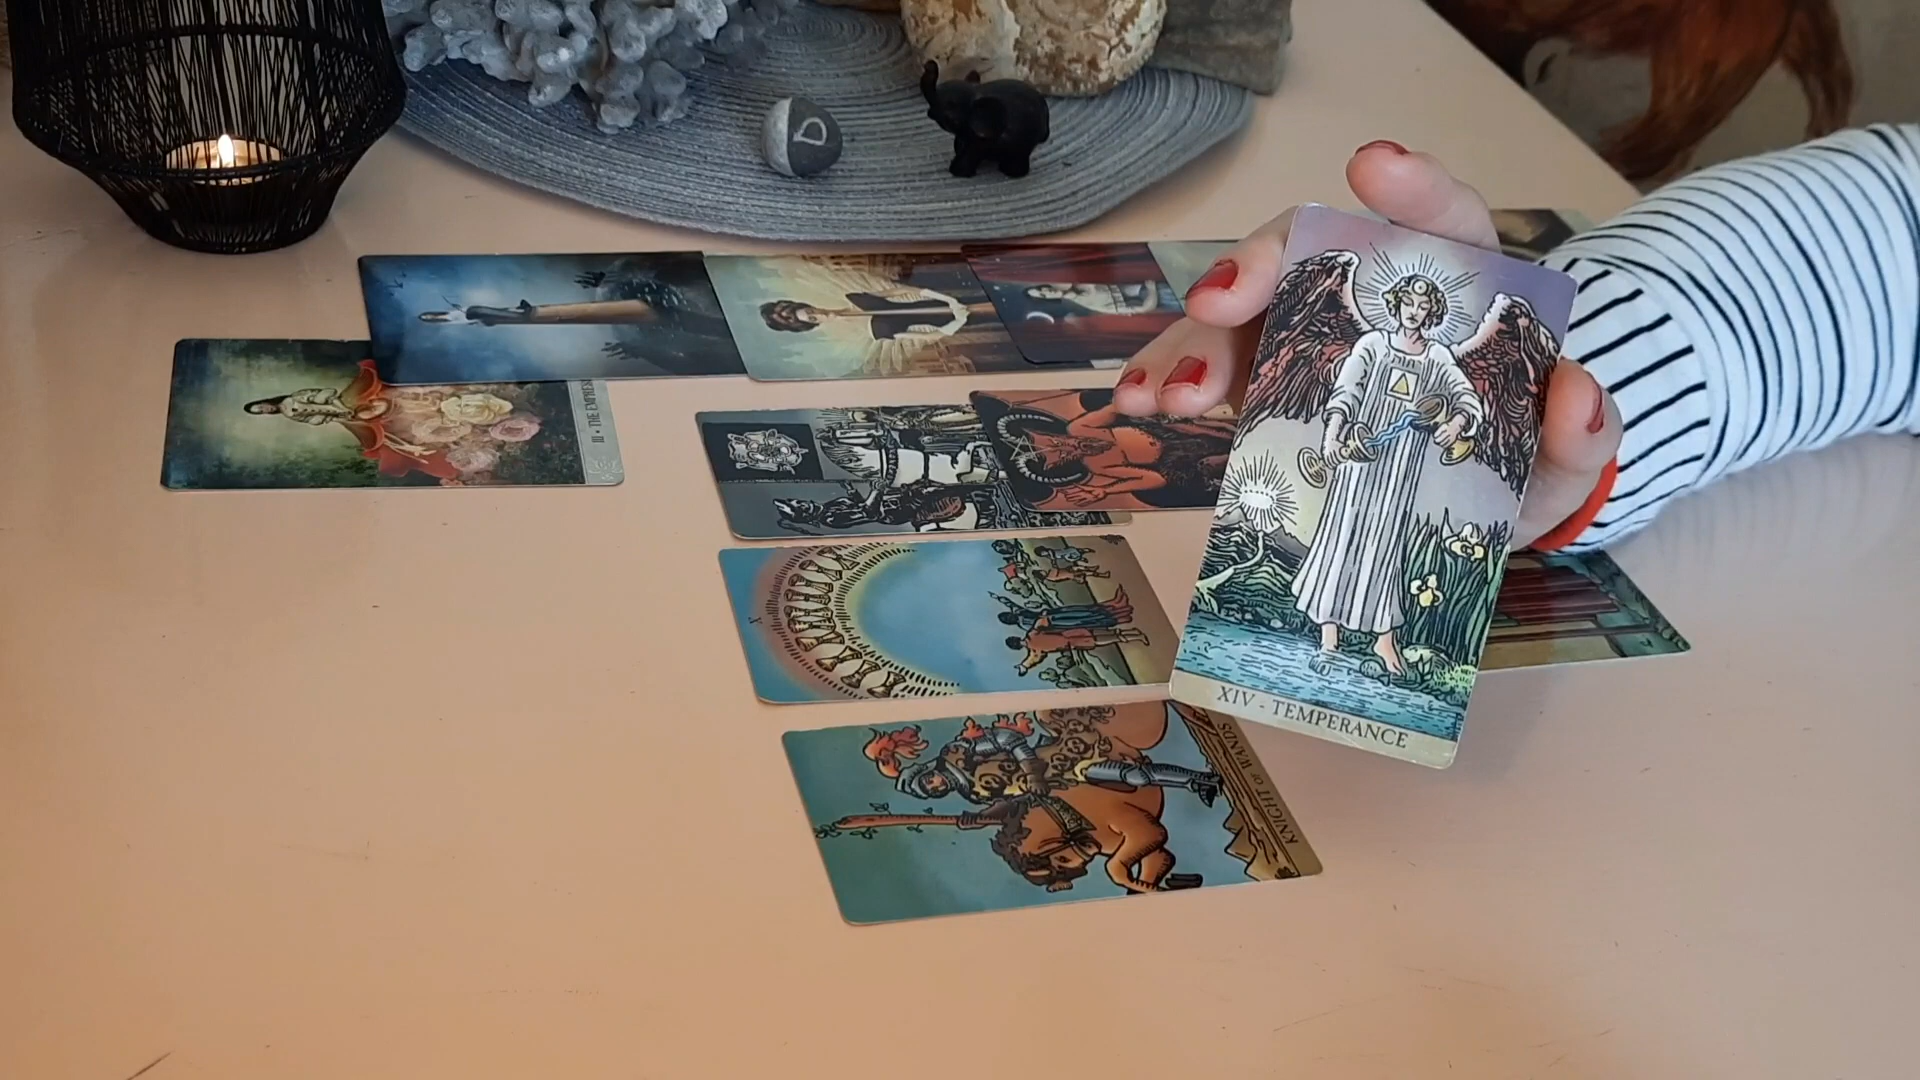 D
III • THE EMPRESS
X
XIV - TEMPERANCE
KNIGHT OF WANDS